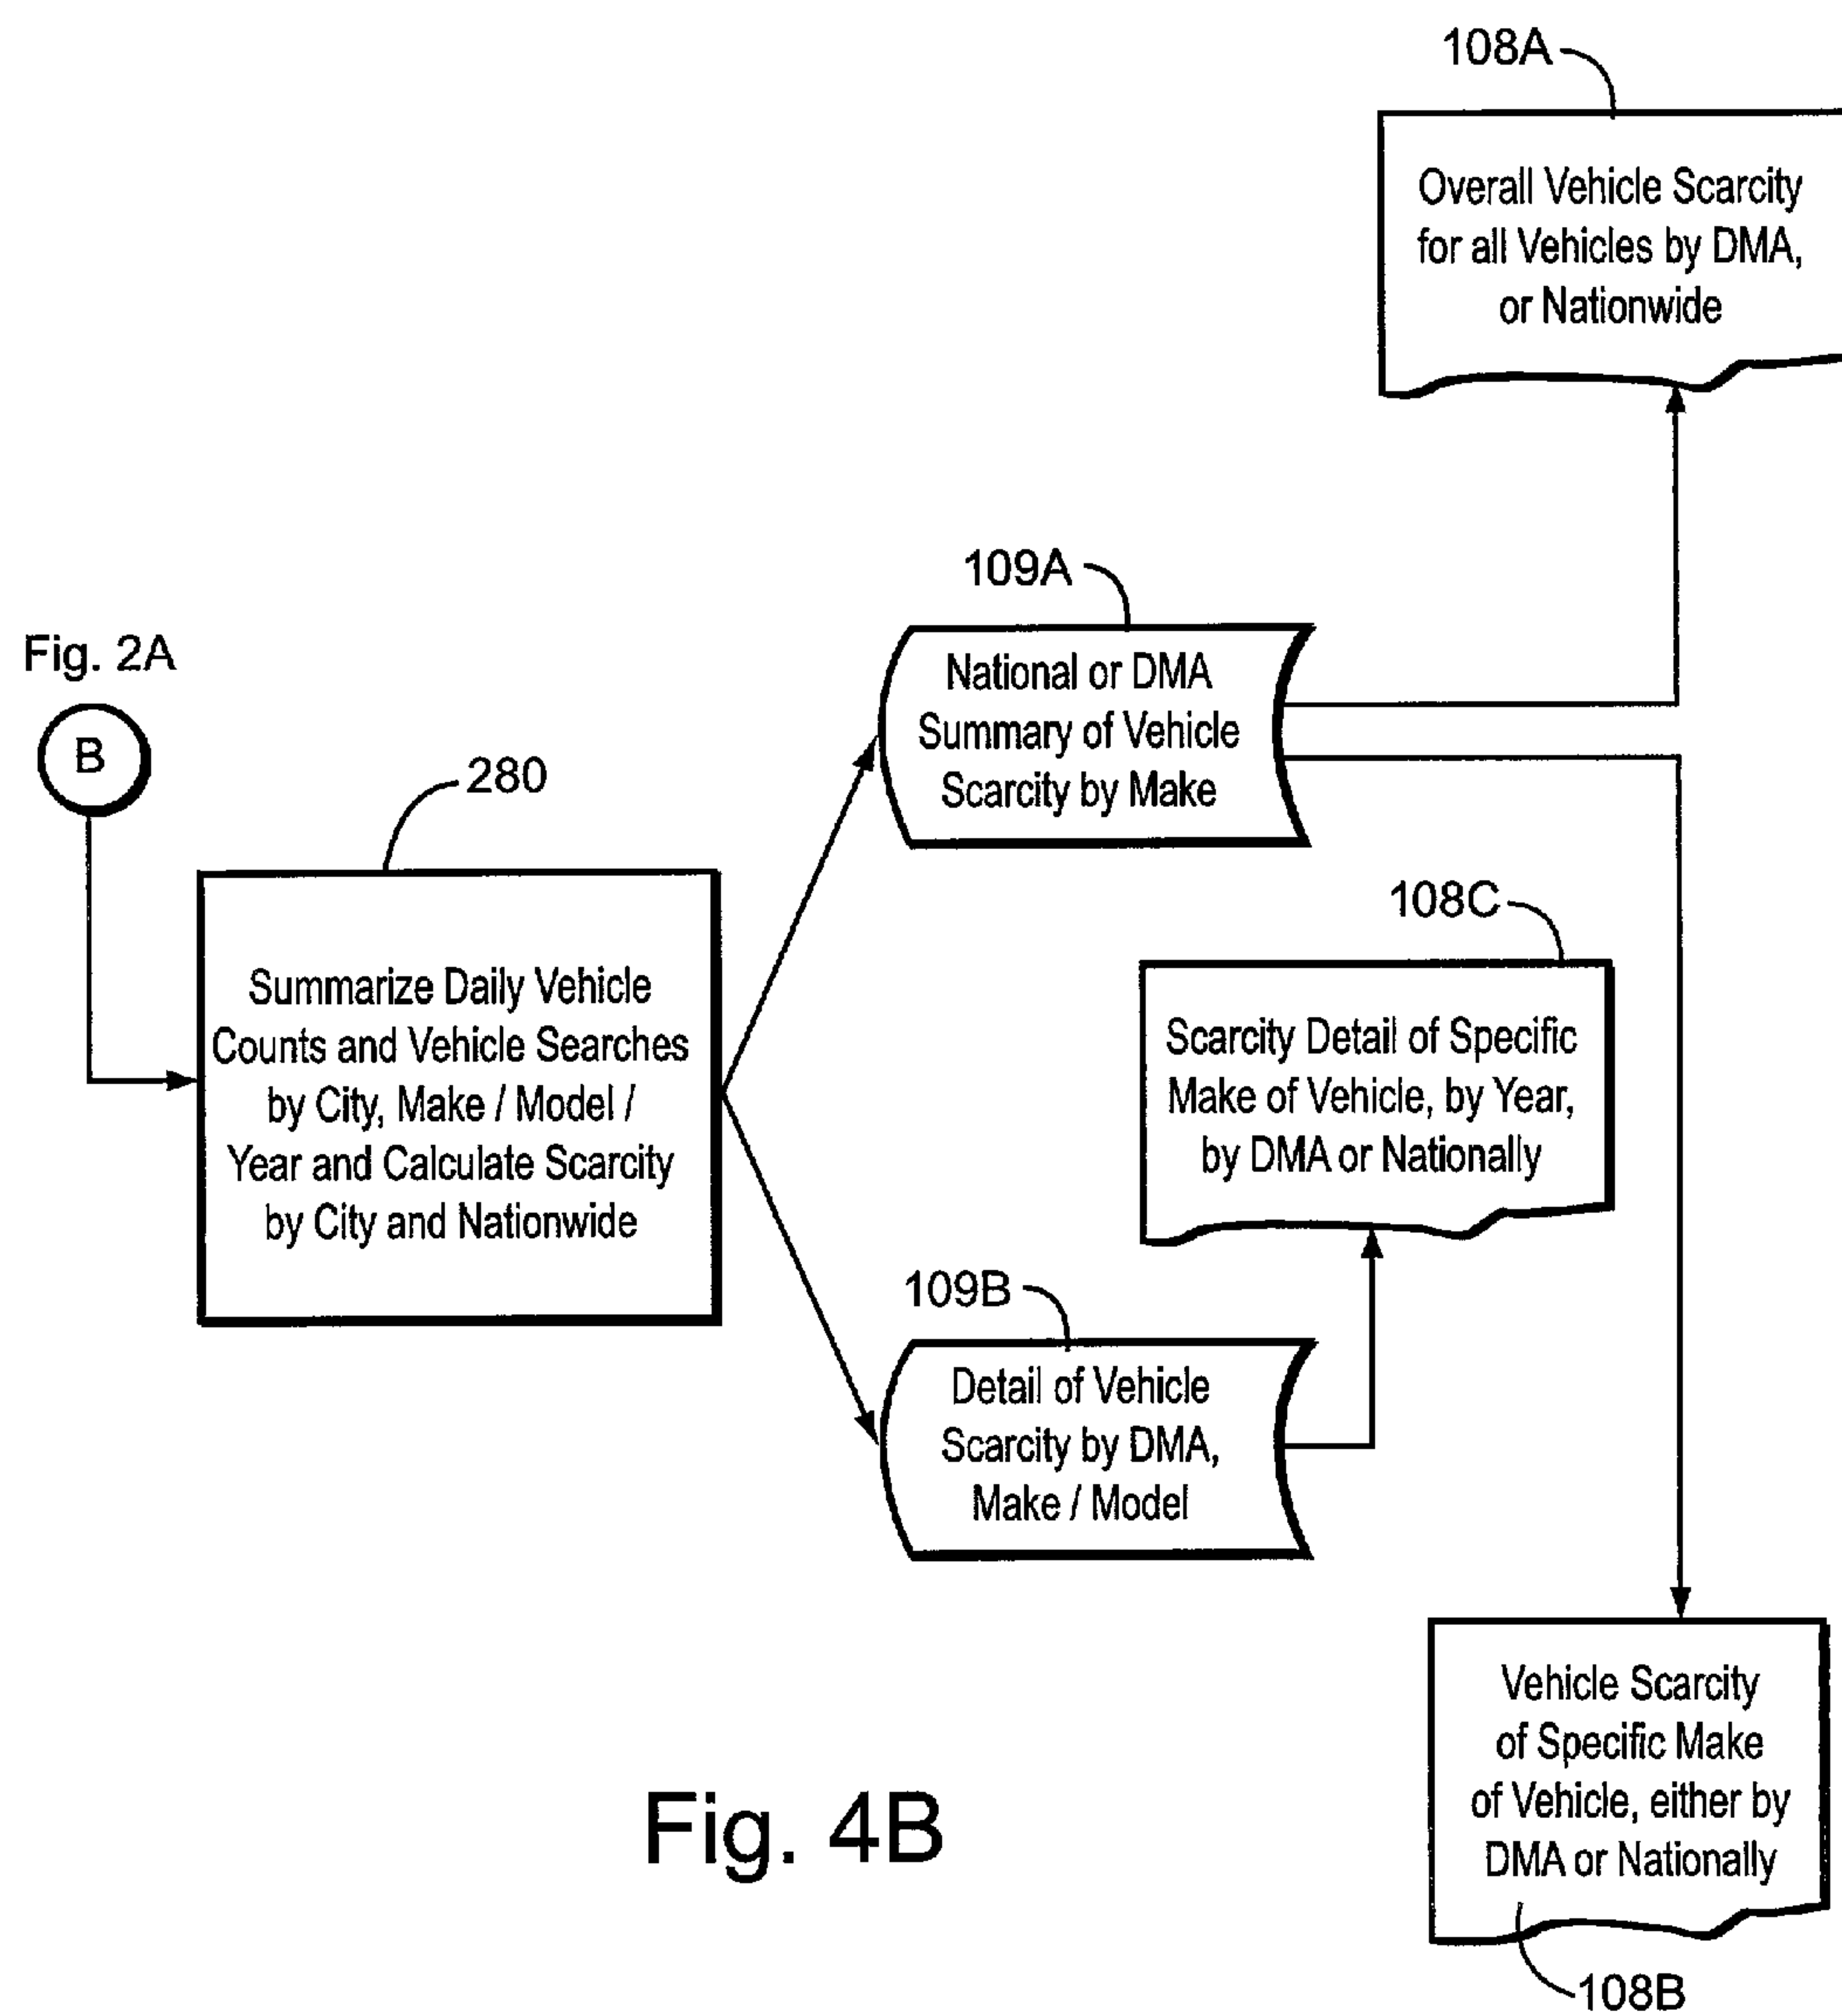 108A
Overall Vehicle Scarcity
for all Vehicles by DMA,
or Nationwide
109A
National or DMA
Summary of Vehicle
Scarcity by Make
Fig. 2A
B
280
Summarize Daily Vehicle
Counts and Vehicle Searches
by City, Make / Model /
Year and Calculate Scarcity
by City and Nationwide
108C
Scarcity Detail of Specific
Make of Vehicle, by Year,
by DMA or Nationally
109B
Detail of Vehicle
Scarcity by DMA,
Make / Model
Vehicle Scarcity
of Specific Make
of Vehicle, either by
DMA or Nationally
108B
Fig. 4B